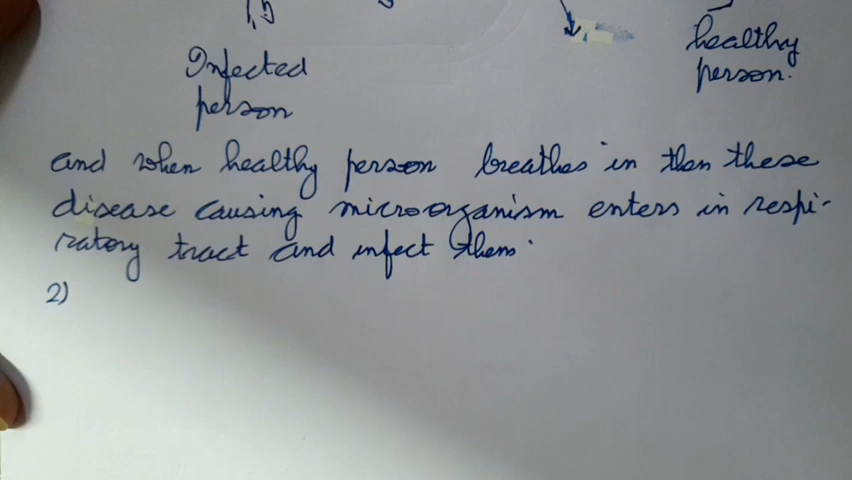 Infected
person
healthy
person.
and when healthy person breathes in then these
disease causing microorganism enters in respi-
ratory tract and infect them.
2)